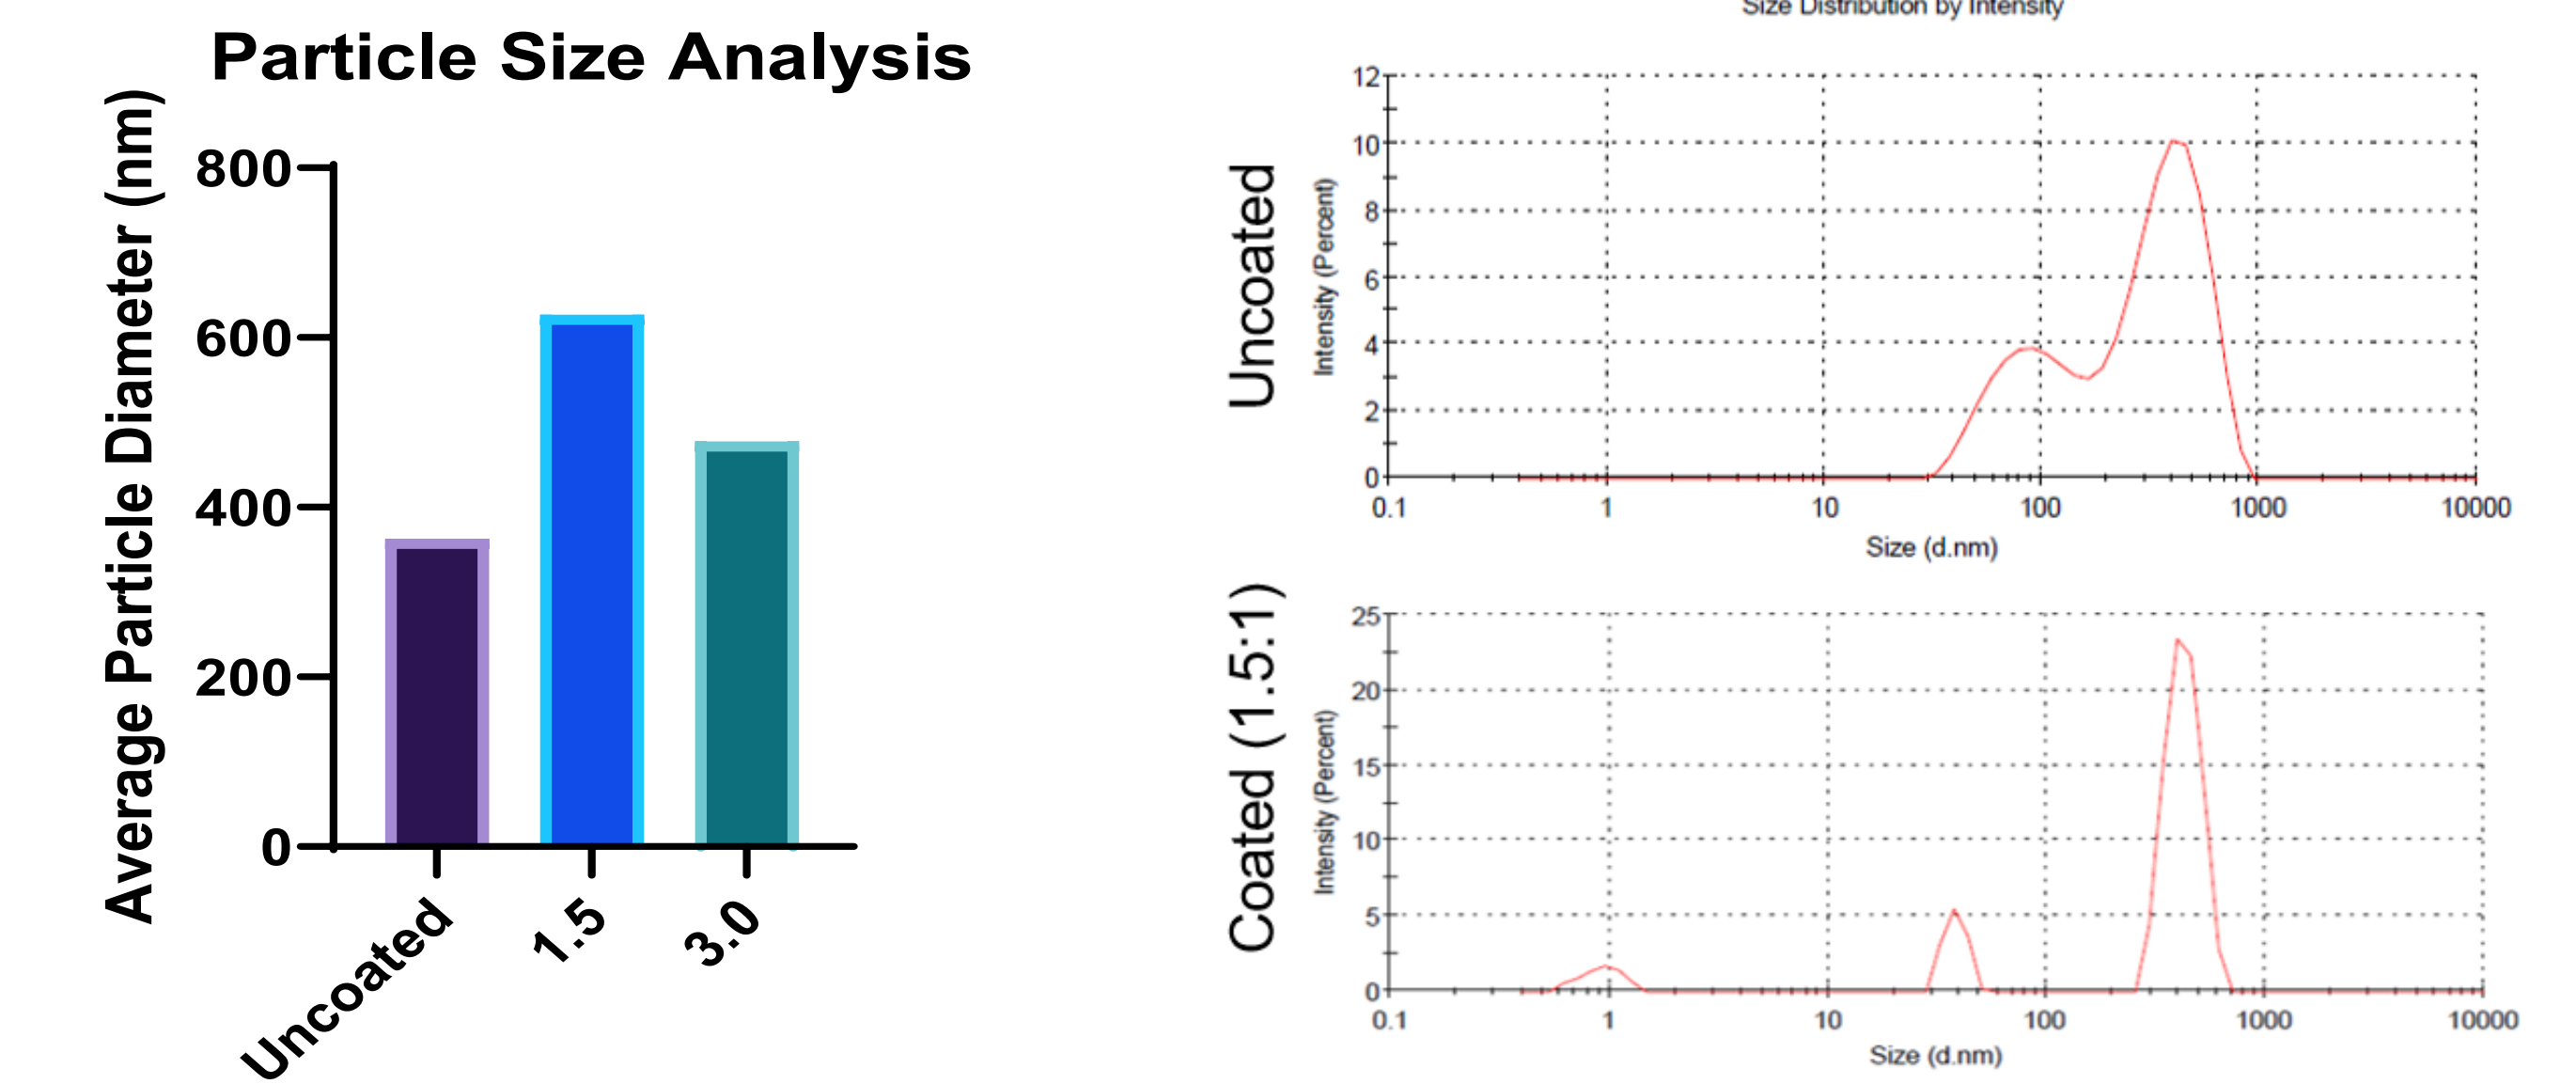 Particle Size Analysis
Average Particle Diameter (nm)
800
600
400
200
0
Uncoated
1.5
3.0
Size Distribution by Intensity
Uncoated
Intensity (Percent)
12
10
8
6
4
2
0
0.1 1 10 100 1000 10000
Size (d.nm)
Coated (1.5:1)
Intensity (Percent)
25
20
15
10
5
0
0.1 1 10 100 1000 10000
Size (d.nm)